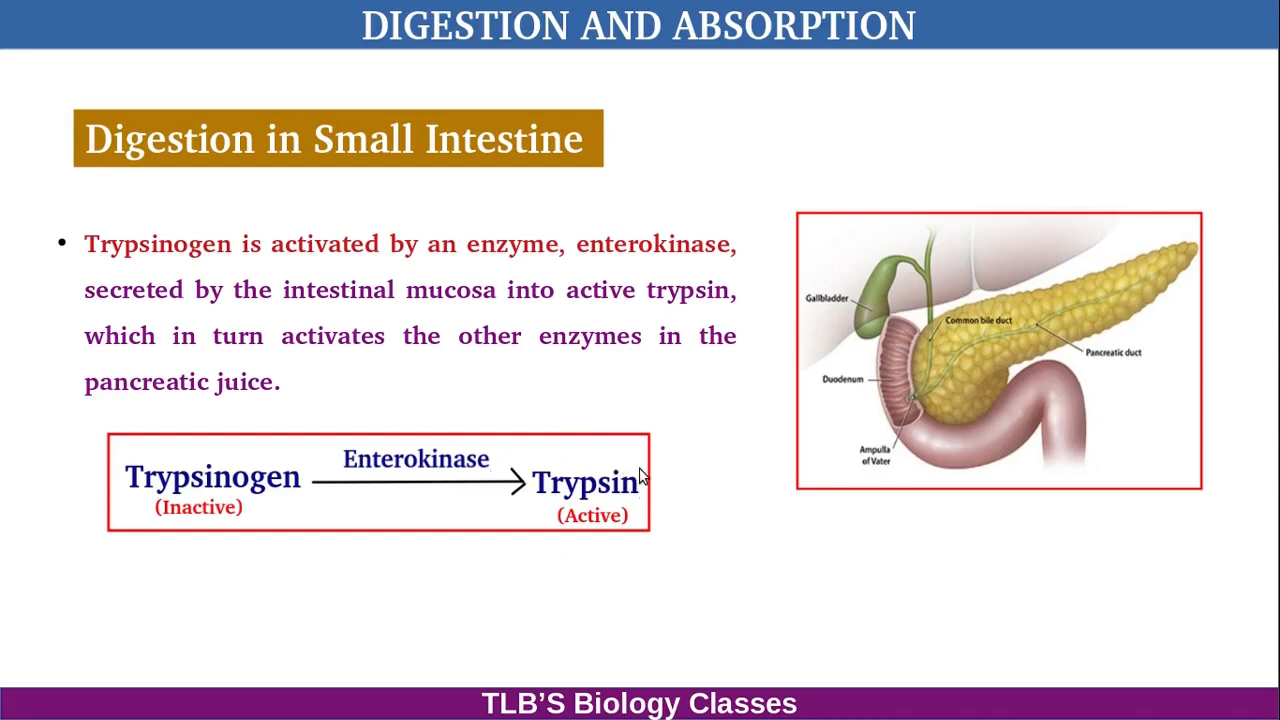 DIGESTION AND ABSORPTION
Digestion in Small Intestine
• Trypsinogen is activated by an enzyme, enterokinase,
secreted by the intestinal mucosa into active trypsin,
which in turn activates the other enzymes in the
pancreatic juice.
Gallbladder
Common bile duct
Pancreatic duct
Duodenum
Ampulla
of Vater
Enterokinase
Trypsinogen
Trypsin
(Inactive)
(Active)
TLB’S Biology Classes